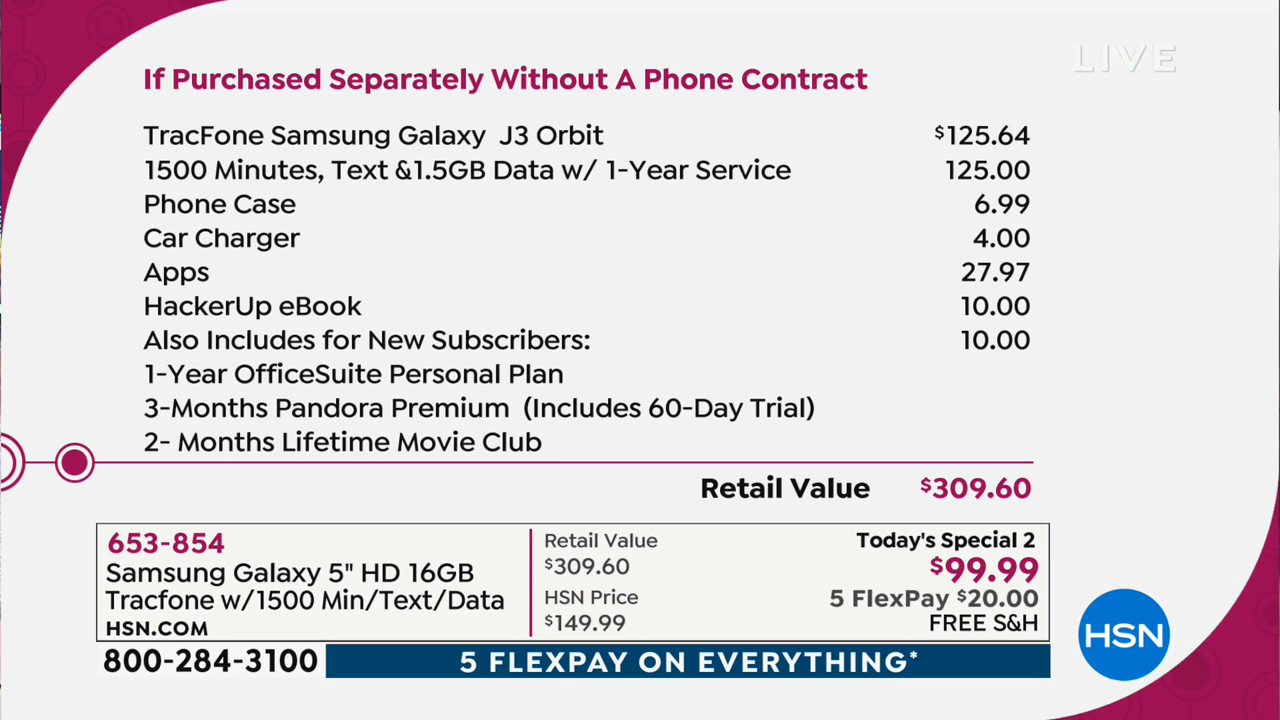 LIVE
If Purchased Separately Without A Phone Contract
TracFone Samsung Galaxy J3 Orbit $125.64
1500 Minutes, Text &1.5GB Data w/ 1-Year Service 125.00
Phone Case 6.99
Car Charger 4.00
Apps 27.97
HackerUp eBook 10.00
Also Includes for New Subscribers: 10.00
1-Year OfficeSuite Personal Plan
3-Months Pandora Premium (Includes 60-Day Trial)
2- Months Lifetime Movie Club
Retail Value $309.60
653-854
Samsung Galaxy 5" HD 16GB
Tracfone w/1500 Min/Text/Data
HSN.COM
Retail Value
$309.60
HSN Price
$149.99
Today's Special 2
$99.99
5 FlexPay $20.00
FREE S&H
HSN
800-284-3100
5 FLEXPAY ON EVERYTHING*